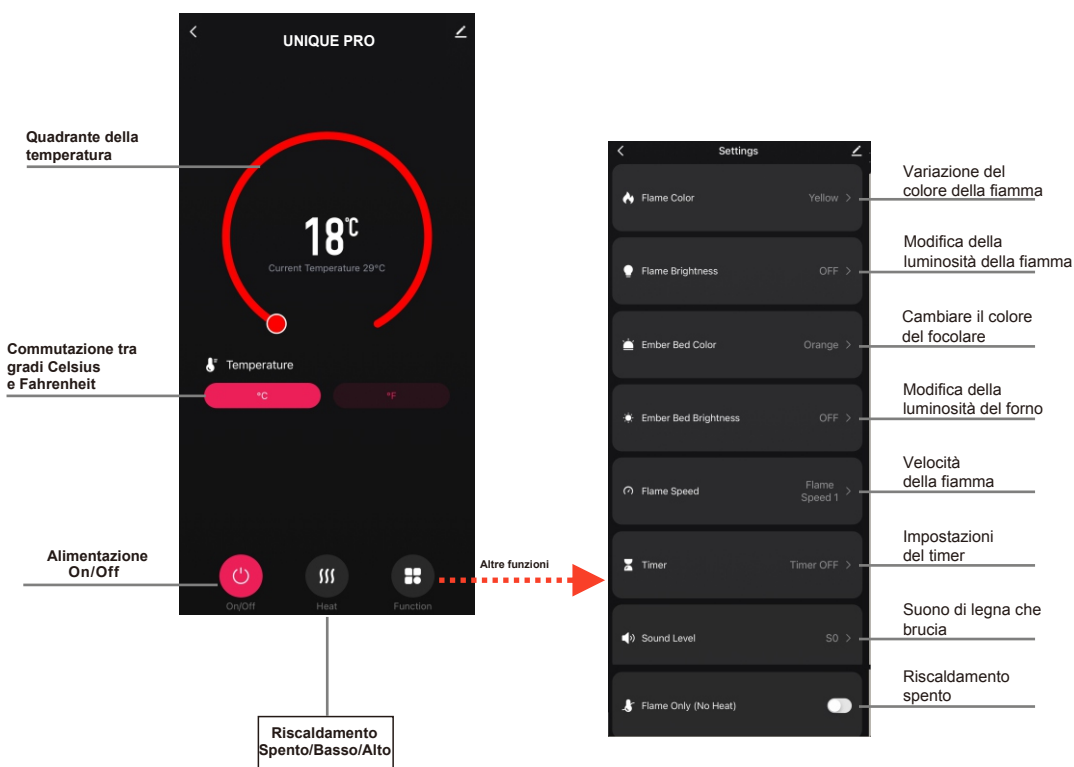 UNIQUE PRO
Quadrante della
temperatura
18°C
Current Temperature 29°C
Commutazione tra
gradi Celsius
e Fahrenheit
Temperature
°C
°F
Alimentazione
On/Off
On/Off
Heat
Function
Altre funzioni
Riscaldamento
Spento/Basso/Alto
Settings
Flame Color
Yellow >
Variazione del
colore della fiamma
Flame Brightness
OFF >
Modifica della
luminosità della fiamma
Ember Bed Color
Orange >
Cambiare il colore
del focolare
Ember Bed Brightness
OFF >
Modifica della
luminosità del forno
Flame Speed
Flame
Speed 1 >
Velocità
della fiamma
Timer
Timer OFF >
Impostazioni
del timer
Sound Level
S0 >
Suono di legna che
brucia
Flame Only (No Heat)
Riscaldamento
spento